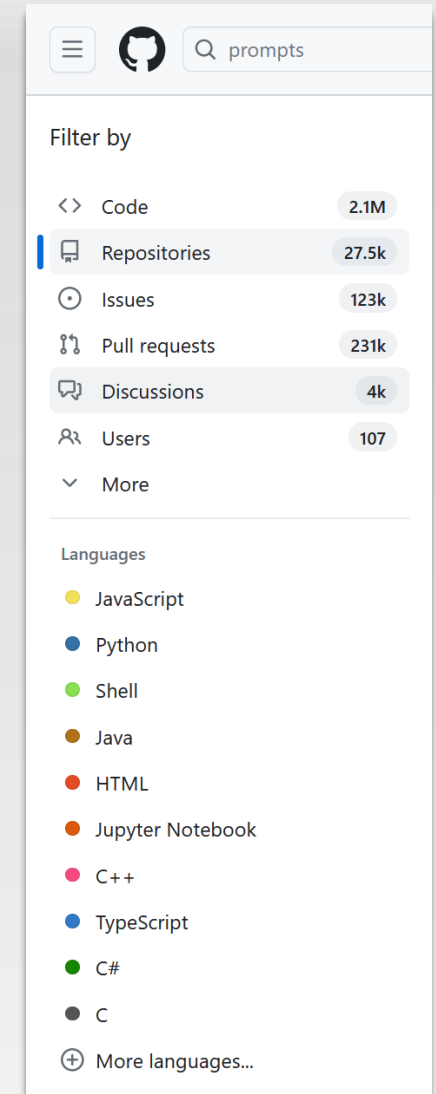 prompts
Filter by
Code 2.1M
Repositories 27.5k
Issues 123k
Pull requests 231k
Discussions 4k
Users 107
More
Languages
JavaScript
Python
Shell
Java
HTML
Jupyter Notebook
C++
TypeScript
C#
C
More languages...